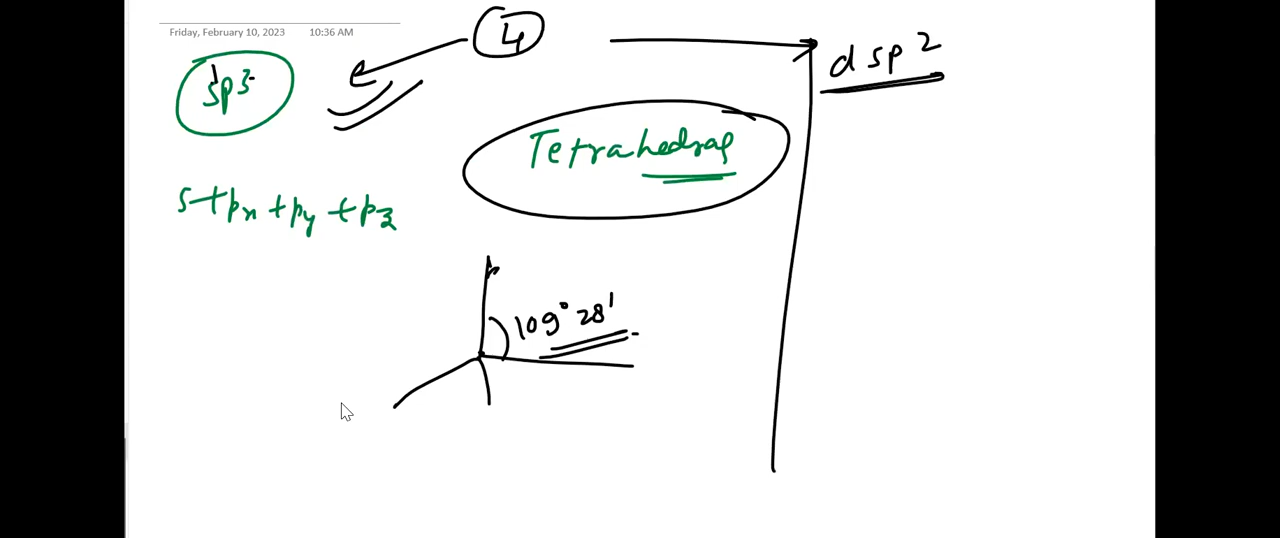 Friday, February 10, 2023 10:36 AM
4
sp3
dsp2
Tetrahedral
s+px+py+pz
109° 28'